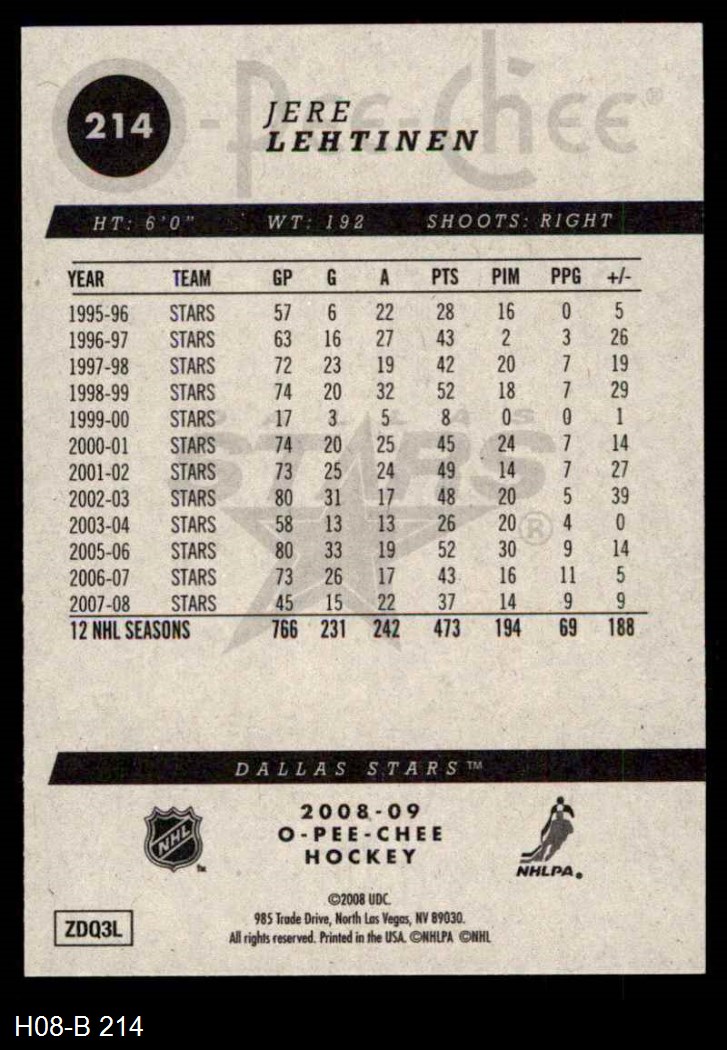 O-Pee-Chee®
214
JERE
LEHTINEN
HT: 6'0" WT: 192 SHOOTS: RIGHT
YEAR TEAM GP G A PTS PIM PPG +/-
1995-96 STARS 57 6 22 28 16 0 5
1996-97 STARS 63 16 27 43 2 3 26
1997-98 STARS 72 23 19 42 20 7 19
1998-99 STARS 74 20 32 52 18 7 29
1999-00 STARS 17 3 5 8 0 0 1
2000-01 STARS 74 20 25 45 24 7 14
2001-02 STARS 73 25 24 49 14 7 27
2002-03 STARS 80 31 17 48 20 5 39
2003-04 STARS 58 13 13 26 20 4 0
2005-06 STARS 80 33 19 52 30 9 14
2006-07 STARS 73 26 17 43 16 11 5
2007-08 STARS 45 15 22 37 14 9 9
12 NHL SEASONS 766 231 242 473 194 69 188
DALLAS
STARS®
DALLAS STARS™
2008-09
O-PEE-CHEE
HOCKEY
NHL™
NHLPA®
©2008 UDC.
985 Trade Drive, North Las Vegas, NV 89030.
All rights reserved. Printed in the USA. ©NHLPA ©NHL
ZDQ3L
H08-B 214